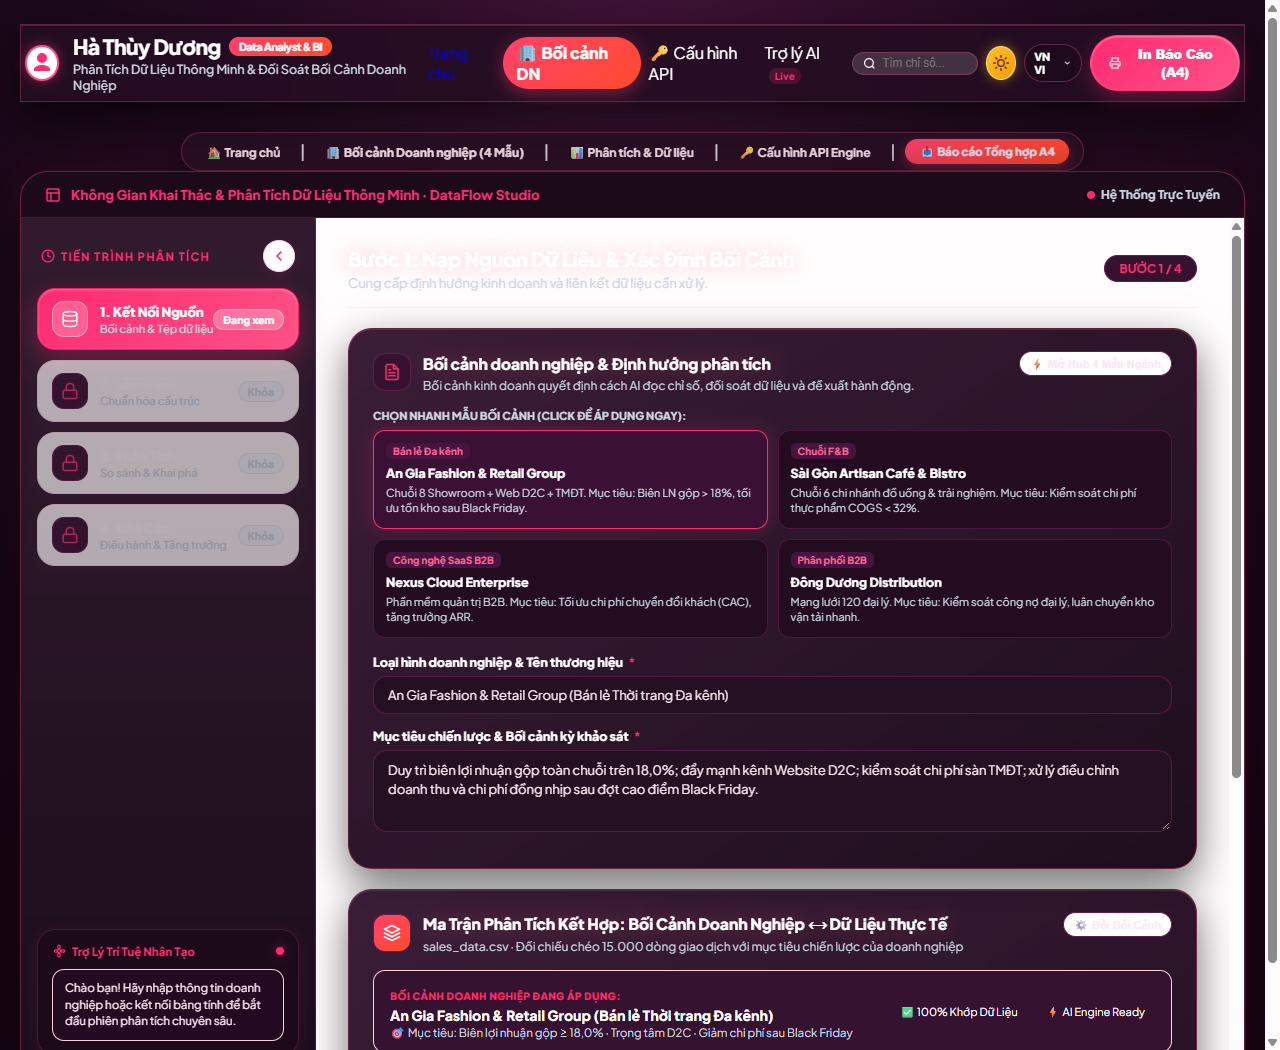 Hà Thùy Dương
Data Analyst & BI
Phân Tích Dữ Liệu Thông Minh & Đối Soát Bối Cảnh Doanh Nghiệp
trang chủ
🏢 Bối cảnh DN
🔑 Cấu hình API
Trợ lý AI
Live
Tìm chỉ số...
VN VI
In Báo Cáo (A4)
Trang chủ
Bối cảnh Doanh nghiệp (4 Mẫu)
Phân tích & Dữ liệu
Cấu hình API Engine
Báo cáo Tổng hợp A4
Không Gian Khai Thác & Phân Tích Dữ Liệu Thông Minh · DataFlow Studio
Hệ Thống Trực Tuyến
TIẾN TRÌNH PHÂN TÍCH
1. Kết Nối Nguồn
Bối cảnh & Tệp dữ liệu
Đang xem
Chuẩn hóa cấu trúc
Khóa
So sánh & Khai phá
Khóa
Điều hành & Tăng trưởng
Khóa
Trợ Lý Trí Tuệ Nhân Tạo
Chào bạn! Hãy nhập thông tin doanh
nghiệp hoặc kết nối bảng tính để bắt
đầu phiên phân tích chuyên sâu.
Bước 1: Nạp Nguồn Dữ Liệu & Xác Định Bối Cảnh
Cung cấp định hướng kinh doanh và liên kết dữ liệu cần xử lý.
BƯỚC 1 / 4
Bối cảnh doanh nghiệp & Định hướng phân tích
Bối cảnh kinh doanh quyết định cách AI đọc chỉ số, đối soát dữ liệu và đề xuất hành động.
Mở Hub 4 Mẫu Ngành
CHỌN NHANH MẪU BỐI CẢNH (CLICK ĐỂ ÁP DỤNG NGAY):
Bán lẻ Đa kênh
An Gia Fashion & Retail Group
Chuỗi 8 Showroom + Web D2C + TMĐT. Mục tiêu: Biên LN gộp > 18%, tối
ưu tồn kho sau Black Friday.
Chuỗi F&B
Sài Gòn Artisan Café & Bistro
Chuỗi 6 chi nhánh đồ uống & trải nghiệm. Mục tiêu: Kiểm soát chi phí
thực phẩm COGS < 32%.
Công nghệ SaaS B2B
Nexus Cloud Enterprise
Phần mềm quản trị B2B. Mục tiêu: Tối ưu chi phí chuyển đổi khách (CAC),
tăng trưởng ARR.
Phân phối B2B
Đông Dương Distribution
Mạng lưới 120 đại lý. Mục tiêu: Kiểm soát công nợ đại lý, luân chuyển kho
vận tải nhanh.
Loại hình doanh nghiệp & Tên thương hiệu *
An Gia Fashion & Retail Group (Bán lẻ Thời trang Đa kênh)
Mục tiêu chiến lược & Bối cảnh kỳ khảo sát *
Duy trì biên lợi nhuận gộp toàn chuỗi trên 18,0%; đẩy mạnh kênh Website D2C; kiểm soát chi phí sàn TMĐT; xử lý điều chỉnh
doanh thu và chi phí đồng nhịp sau đợt cao điểm Black Friday.
Ma Trận Phân Tích Kết Hợp: Bối Cảnh Doanh Nghiệp ↔ Dữ Liệu Thực Tế
sales_data.csv · Đối chiếu chéo 15.000 dòng giao dịch với mục tiêu chiến lược của doanh nghiệp
Đổi Bối Cảnh
BỐI CẢNH DOANH NGHIỆP ĐANG ÁP DỤNG:
An Gia Fashion & Retail Group (Bán lẻ Thời trang Đa kênh)
🎯 Mục tiêu: Biên lợi nhuận gộp ≥ 18,0% · Trọng tâm D2C · Giảm chi phí sau Black Friday
✅ 100% Khớp Dữ Liệu
⚡ AI Engine Ready